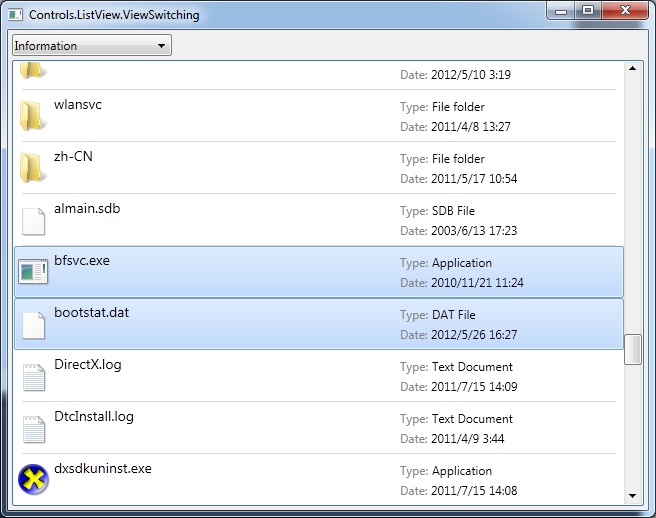 Controls.ListView.ViewSwitching
Information
Date: 2012/5/10 3:19
wlansvc
Type: File folder
Date: 2011/4/8 13:27
zh-CN
Type: File folder
Date: 2011/5/17 10:54
almain.sdb
Type: SDB File
Date: 2003/6/13 17:23
bfsvc.exe
Type: Application
Date: 2010/11/21 11:24
bootstat.dat
Type: DAT File
Date: 2012/5/26 16:27
DirectX.log
Type: Text Document
Date: 2011/7/15 14:09
DtcInstall.log
Type: Text Document
Date: 2011/4/9 3:44
dxsdkuninst.exe
Type: Application
Date: 2011/7/15 14:08